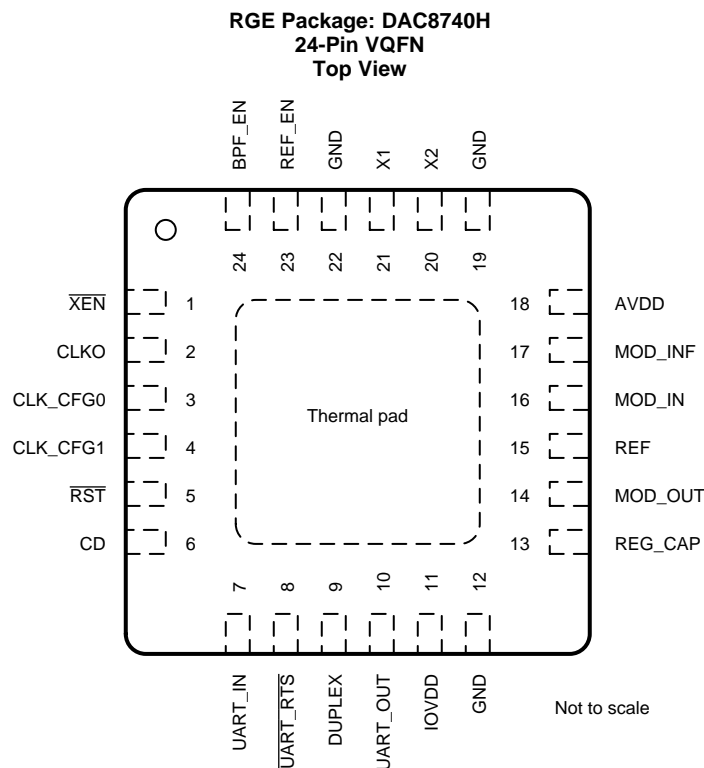 RGE Package: DAC8740H
24-Pin VQFN
Top View
BPF_EN
REF_EN
GND
X1
X2
GND
24
23
22
21
20
19
XEN 1
CLKO 2
CLK_CFG0 3
CLK_CFG1 4
RST 5
CD 6
Thermal pad
18 AVDD
17 MOD_INF
16 MOD_IN
15 REF
14 MOD_OUT
13 REG_CAP
7
8
9
10
11
12
UART_IN
UART_RTS
DUPLEX
UART_OUT
IOVDD
GND
Not to scale